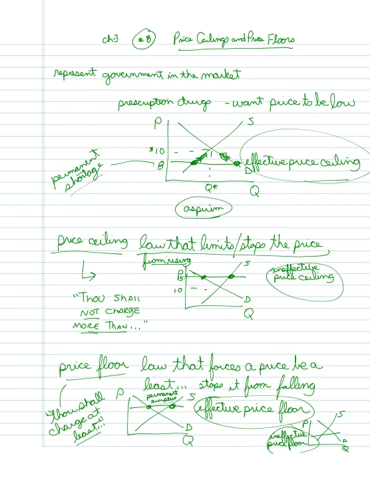 ch3 #8 Price Ceilings and Price Floors
represent government in the market
prescription drugs - want price to be low
P S
$10
8
effective price ceiling
permanent
shortage
D
Q* Q
aspirin
price ceiling law that limits/stops the price
from rising
P S
15
10
ineffective
price ceiling
D
Q
"Thou Shall
NOT CHARGE
MORE THAN..."
price floor law that forces a price be a
least... stops it from falling
Thou shall
charge at
least...
P permanent S
surplus
effective price floor
D
Q
ineffective
price floor
P S
D
Q